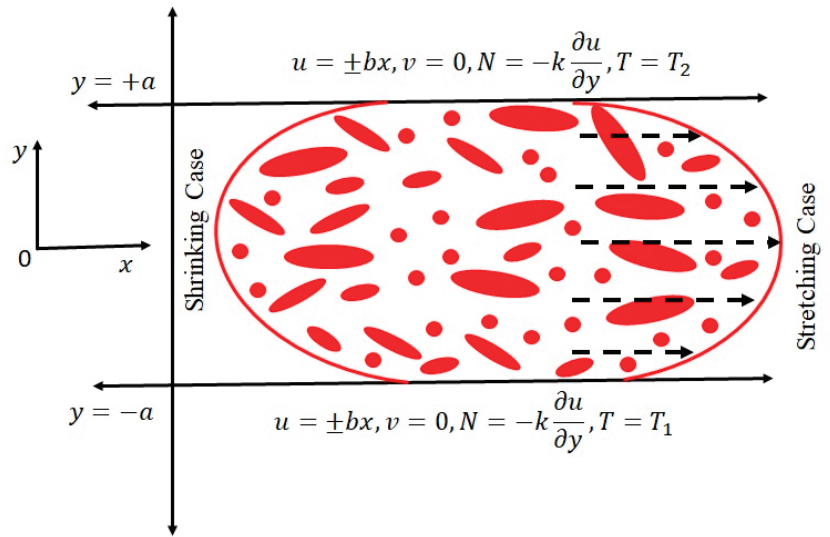 u = ±bx, v = 0, N = −k ∂u/∂y, T = T₂
y = +a
y
0
x
Shrinking Case
Stretching Case
y = −a
u = ±bx, v = 0, N = −k ∂u/∂y, T = T₁